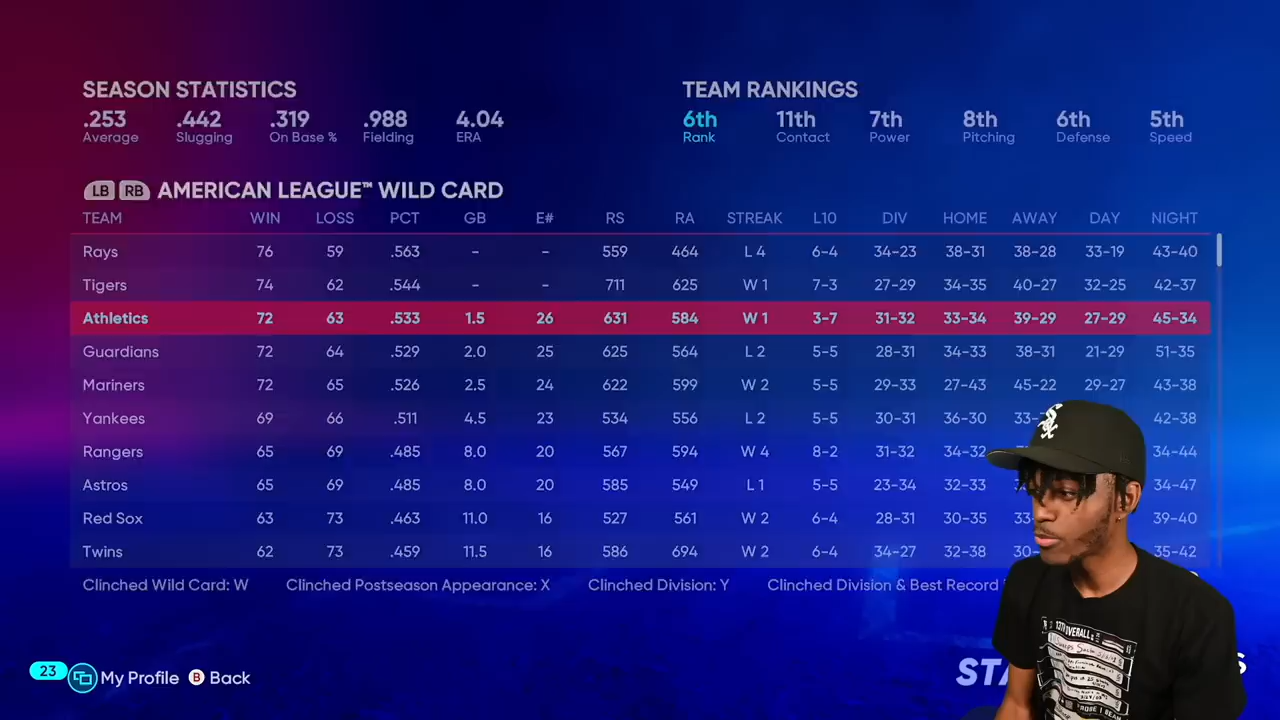 SEASON STATISTICS
.253 .442 .319 .988 4.04
Average Slugging On Base % Fielding ERA
TEAM RANKINGS
6th 11th 7th 8th 6th 5th
Rank Contact Power Pitching Defense Speed
LB RB AMERICAN LEAGUE™ WILD CARD
TEAM WIN LOSS PCT GB E# RS RA STREAK L10 DIV HOME AWAY DAY NIGHT
Rays 76 59 .563 - - 559 464 L 4 6-4 34-23 38-31 38-28 33-19 43-40
Tigers 74 62 .544 - - 711 625 W 1 7-3 27-29 34-35 40-27 32-25 42-37
Athletics 72 63 .533 1.5 26 631 584 W 1 3-7 31-32 33-34 39-29 27-29 45-34
Guardians 72 64 .529 2.0 25 625 564 L 2 5-5 28-31 34-33 38-31 21-29 51-35
Mariners 72 65 .526 2.5 24 622 599 W 2 5-5 29-33 27-43 45-22 29-27 43-38
Yankees 69 66 .511 4.5 23 534 556 L 2 5-5 30-31 36-30 33- 42-38
Rangers 65 69 .485 8.0 20 567 594 W 4 8-2 31-32 34-32 34-44
Astros 65 69 .485 8.0 20 585 549 L 1 5-5 23-34 32-33 34-47
Red Sox 63 73 .463 11.0 16 527 561 W 2 6-4 28-31 30-35 33 39-40
Twins 62 73 .459 11.5 16 586 694 W 2 6-4 34-27 32-38 30- 35-42
Clinched Wild Card: W Clinched Postseason Appearance: X Clinched Division: Y Clinched Division & Best Record
23 My Profile B Back